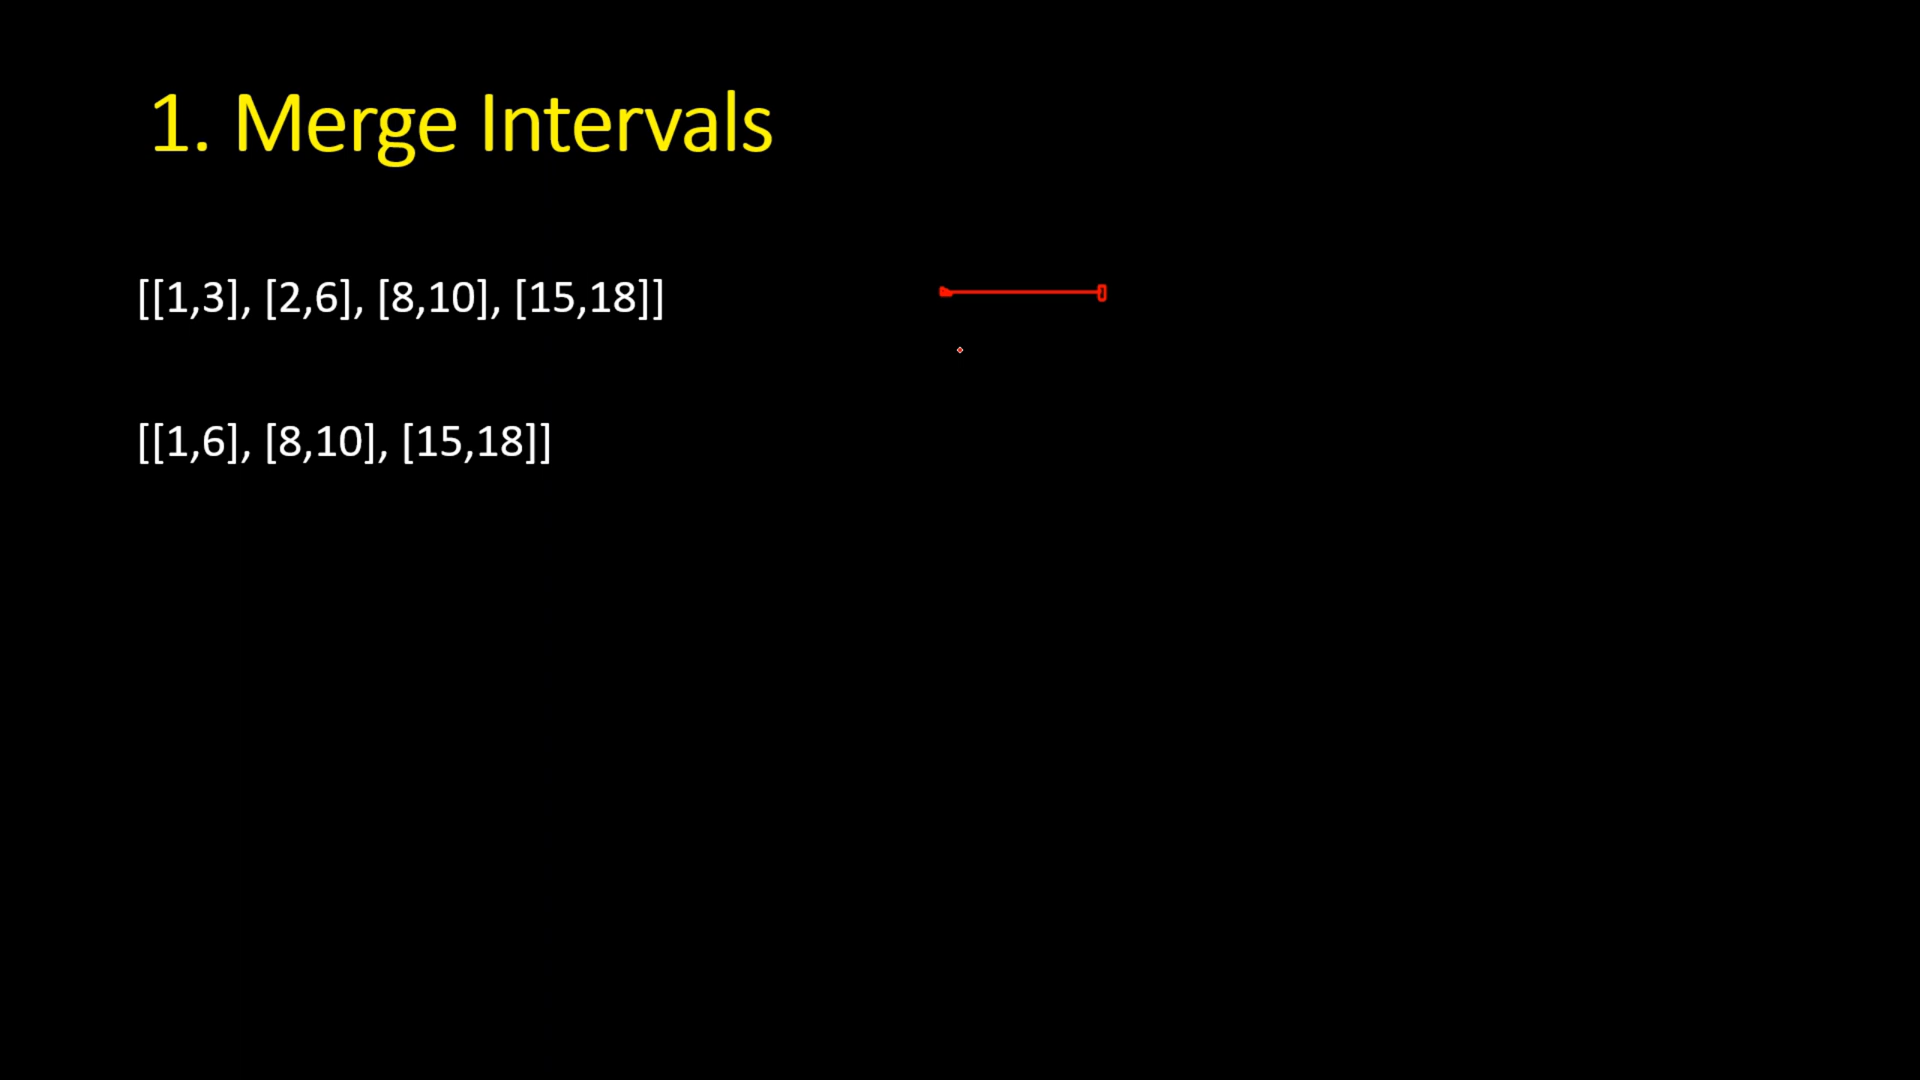 1. Merge Intervals
[[1,3], [2,6], [8,10], [15,18]]
[[1,6], [8,10], [15,18]]